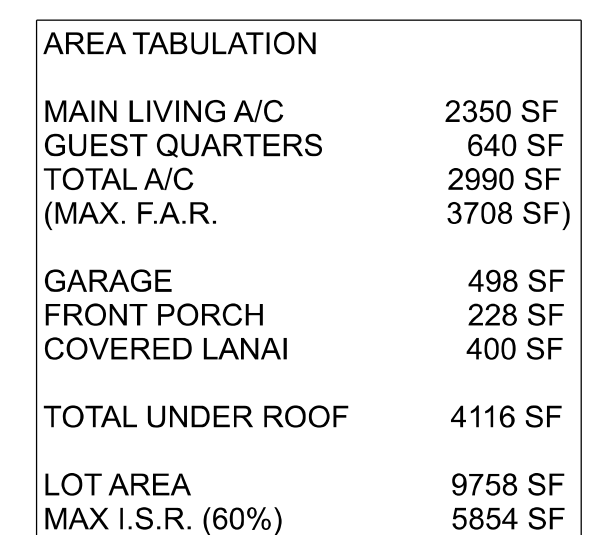 AREA TABULATION
MAIN LIVING A/C 2350 SF
GUEST QUARTERS 640 SF
TOTAL A/C 2990 SF
(MAX. F.A.R. 3708 SF)
GARAGE 498 SF
FRONT PORCH 228 SF
COVERED LANAI 400 SF
TOTAL UNDER ROOF 4116 SF
LOT AREA 9758 SF
MAX I.S.R. (60%) 5854 SF